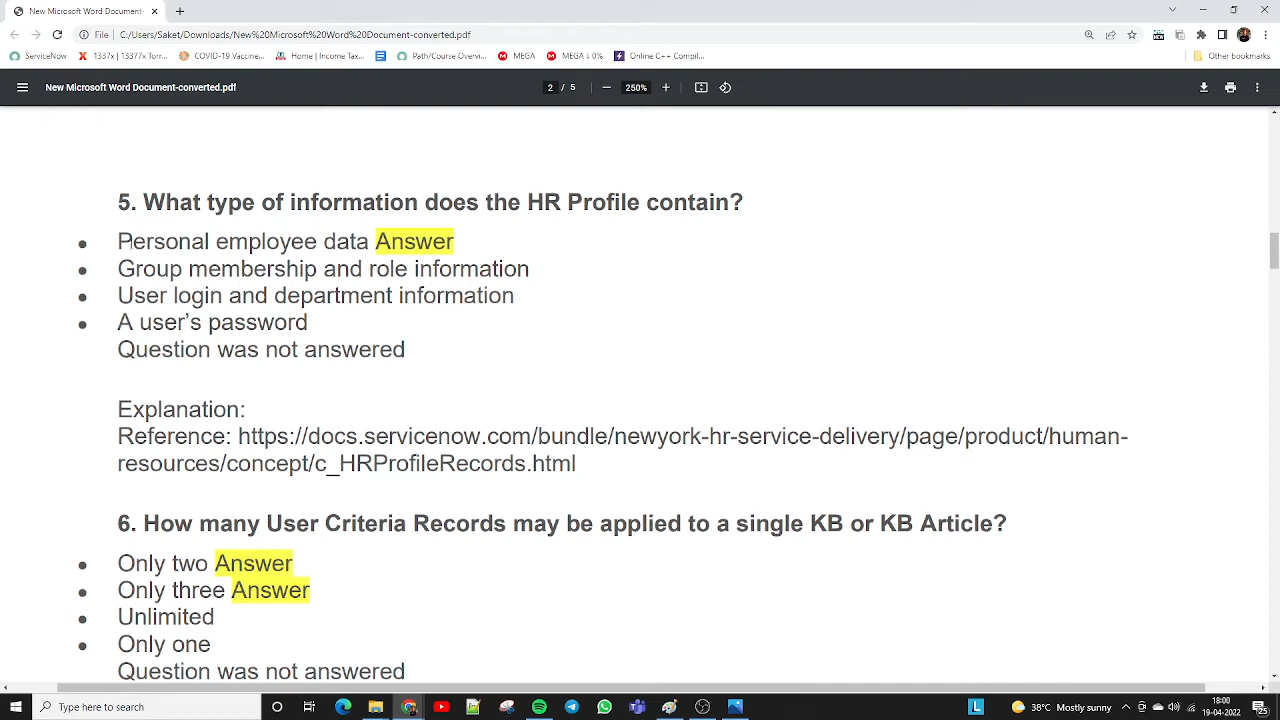 New Microsoft Word Document-
File
C:/Users/Saket/Downloads/New%20Microsoft%20Word%20Document-converted.pdf
ServiceNow
1337x | 13377x Torr...
COVID-19 Vaccine...
Home | Income Tax...
Path/Course Overvi...
MEGA
MEGA ↓0%
Online C++ Compil...
Other bookmarks
New Microsoft Word Document-converted.pdf
2 / 5
250%
5. What type of information does the HR Profile contain?
Personal employee data Answer
Group membership and role information
User login and department information
A user’s password
Question was not answered
Explanation:
Reference: https://docs.servicenow.com/bundle/newyork-hr-service-delivery/page/product/human-
resources/concept/c_HRProfileRecords.html
6. How many User Criteria Records may be applied to a single KB or KB Article?
Only two Answer
Only three Answer
Unlimited
Only one
Question was not answered
Type here to search
L
38°C Mostly sunny
18:00
19-04-2022